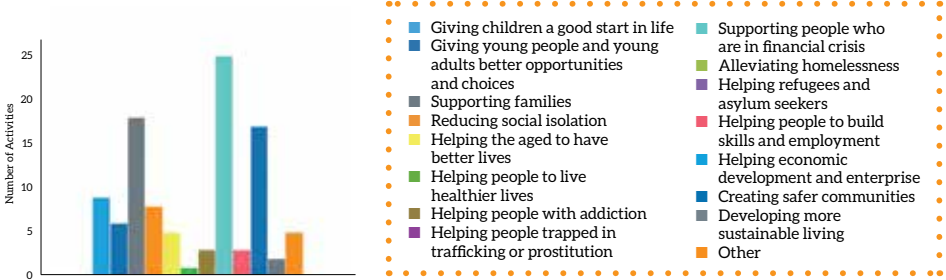 Number of Activities
25
20
15
10
5
0
Giving children a good start in life
Giving young people and young
adults better opportunities
and choices
Supporting families
Reducing social isolation
Helping the aged to have
better lives
Helping people to live
healthier lives
Helping people with addiction
Helping people trapped in
trafficking or prostitution
Supporting people who
are in financial crisis
Alleviating homelessness
Helping refugees and
asylum seekers
Helping people to build
skills and employment
Helping economic
development and enterprise
Creating safer communities
Developing more
sustainable living
Other